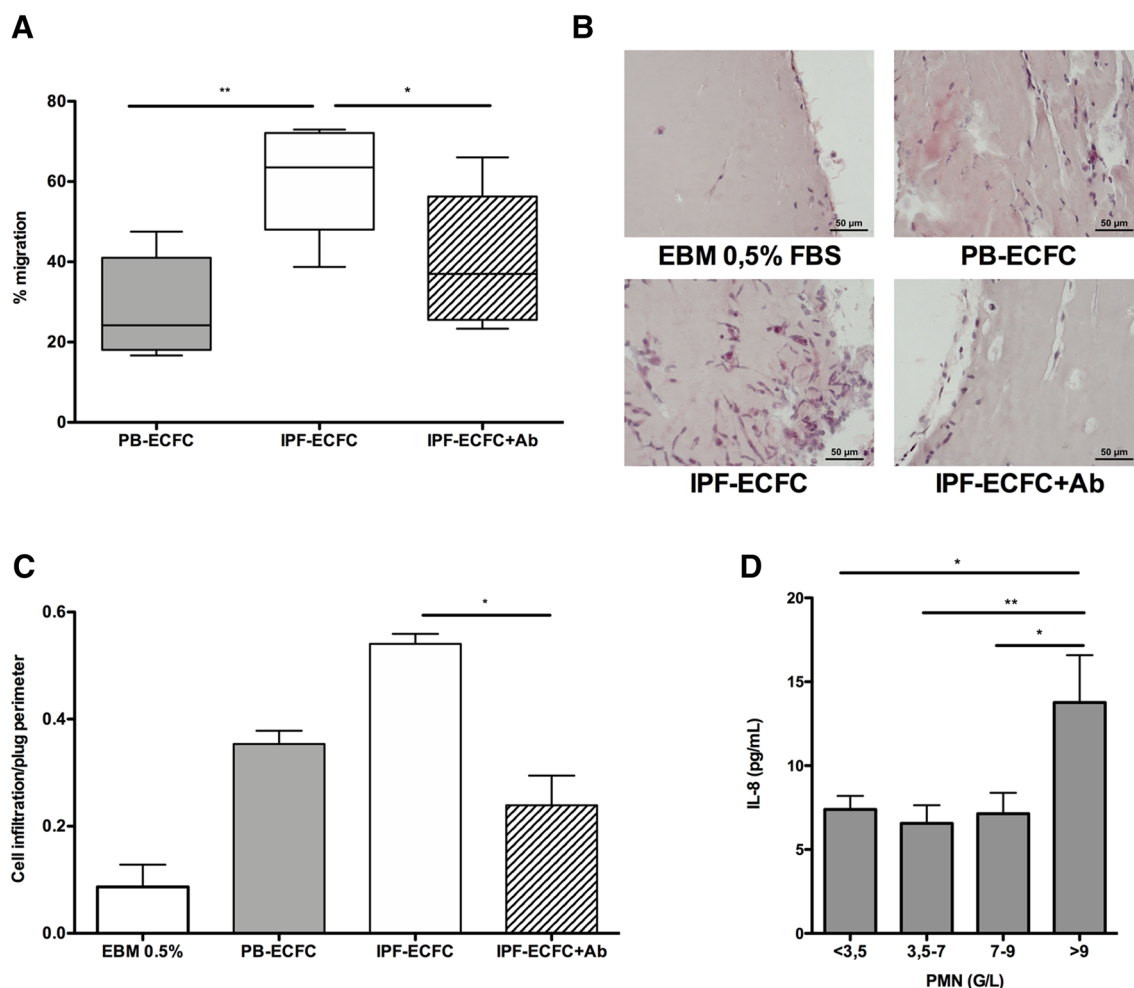 A
% migration
80
60
40
20
0
**
*
PB-ECFC
IPF-ECFC
IPF-ECFC+Ab
B
50 µm
50 µm
EBM 0,5% FBS
PB-ECFC
50 µm
50 µm
IPF-ECFC
IPF-ECFC+Ab
C
Cell infiltration/plug perimeter
0.6
0.4
0.2
0.0
*
EBM 0.5%
PB-ECFC
IPF-ECFC
IPF-ECFC+Ab
D
IL-8 (pg/mL)
20
15
10
5
0
*
**
*
<3,5
3,5-7
7-9
>9
PMN (G/L)